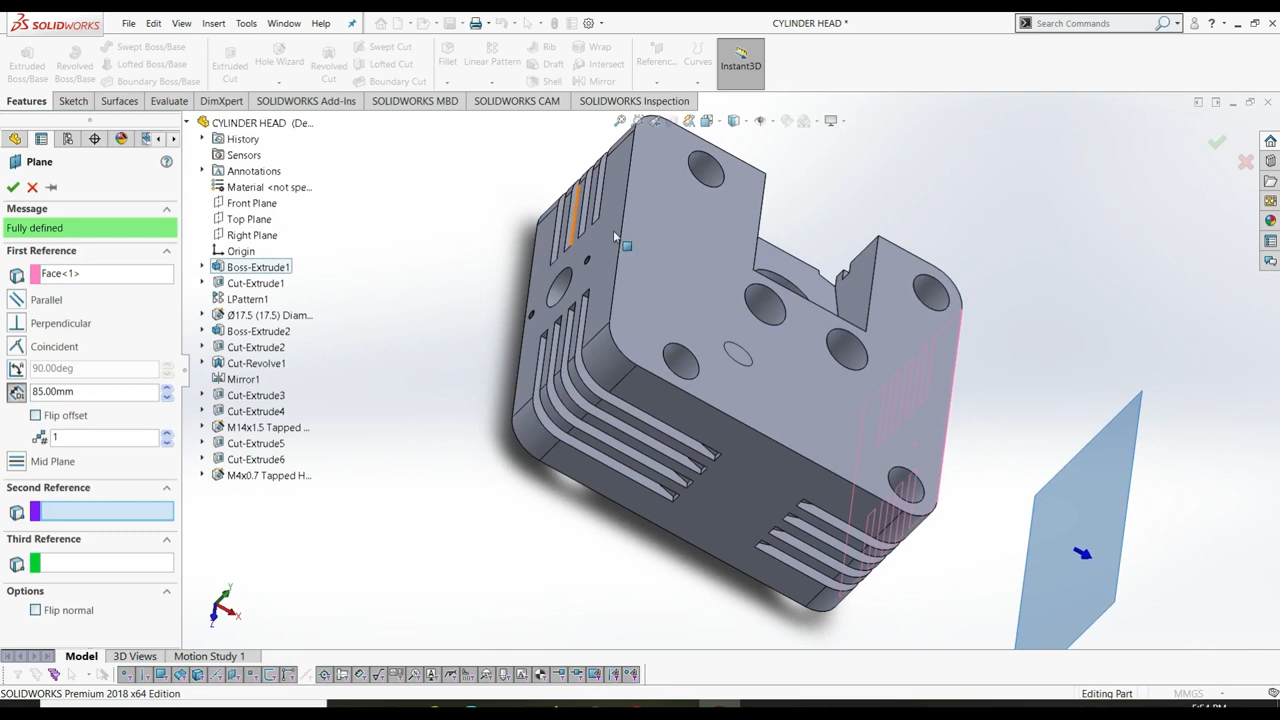 SOLIDWORKS File Edit View Insert Tools Window Help CYLINDER HEAD * Search Commands ?
Extruded Boss/Base
Revolved Boss/Base
Swept Boss/Base
Lofted Boss/Base
Boundary Boss/Base
Extruded Cut
Hole Wizard
Revolved Cut
Swept Cut
Lofted Cut
Boundary Cut
Fillet
Linear Pattern
Rib
Draft
Shell
Wrap
Intersect
Mirror
Referenc...
Curves
Instant3D
Features Sketch Surfaces Evaluate DimXpert SOLIDWORKS Add-Ins SOLIDWORKS MBD SOLIDWORKS CAM SOLIDWORKS Inspection
Plane
Message
Fully defined
First Reference
Face<1>
Parallel
Perpendicular
Coincident
90.00deg
85.00mm
Flip offset
1
Mid Plane
Second Reference
Third Reference
Options
Flip normal
CYLINDER HEAD (De...
History
Sensors
Annotations
Material <not spe...
Front Plane
Top Plane
Right Plane
Origin
Boss-Extrude1
Cut-Extrude1
LPattern1
Ø17.5 (17.5) Diam...
Boss-Extrude2
Cut-Extrude2
Cut-Revolve1
Mirror1
Cut-Extrude3
Cut-Extrude4
M14x1.5 Tapped ...
Cut-Extrude5
Cut-Extrude6
M4x0.7 Tapped H...
Y
X
Z
Model 3D Views Motion Study 1
SOLIDWORKS Premium 2018 x64 Edition Editing Part MMGS